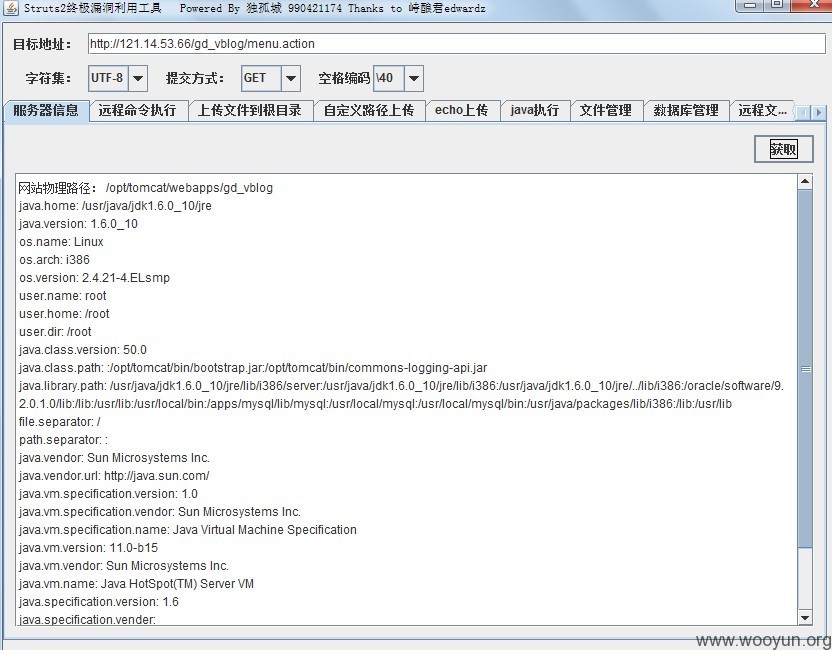 Struts2终极漏洞利用工具 Powered By 独孤城 990421174 Thanks to 峙酿君edwardz
目标地址： http://121.14.53.66/gd_vblog/menu.action
字符集： UTF-8 提交方式： GET 空格编码 \40
服务器信息 远程命令执行 上传文件到根目录 自定义路径上传 echo上传 java执行 文件管理 数据库管理 远程文...
获取
网站物理路径： /opt/tomcat/webapps/gd_vblog
java.home: /usr/java/jdk1.6.0_10/jre
java.version: 1.6.0_10
os.name: Linux
os.arch: i386
os.version: 2.4.21-4.ELsmp
user.name: root
user.home: /root
user.dir: /root
java.class.version: 50.0
java.class.path: :/opt/tomcat/bin/bootstrap.jar:/opt/tomcat/bin/commons-logging-api.jar
java.library.path: /usr/java/jdk1.6.0_10/jre/lib/i386/server:/usr/java/jdk1.6.0_10/jre/lib/i386:/usr/java/jdk1.6.0_10/jre/../lib/i386:/oracle/software/9.
2.0.1.0/lib:/lib:/usr/lib:/usr/local/bin:/apps/mysql/lib/mysql:/usr/local/mysql:/usr/local/mysql/bin:/usr/java/packages/lib/i386:/lib:/usr/lib
file.separator: /
path.separator: :
java.vendor: Sun Microsystems Inc.
java.vendor.url: http://java.sun.com/
java.vm.specification.version: 1.0
java.vm.specification.vendor: Sun Microsystems Inc.
java.vm.specification.name: Java Virtual Machine Specification
java.vm.version: 11.0-b15
java.vm.vendor: Sun Microsystems Inc.
java.vm.name: Java HotSpot(TM) Server VM
java.specification.version: 1.6
java.specification.vender:
www.wooyun.org